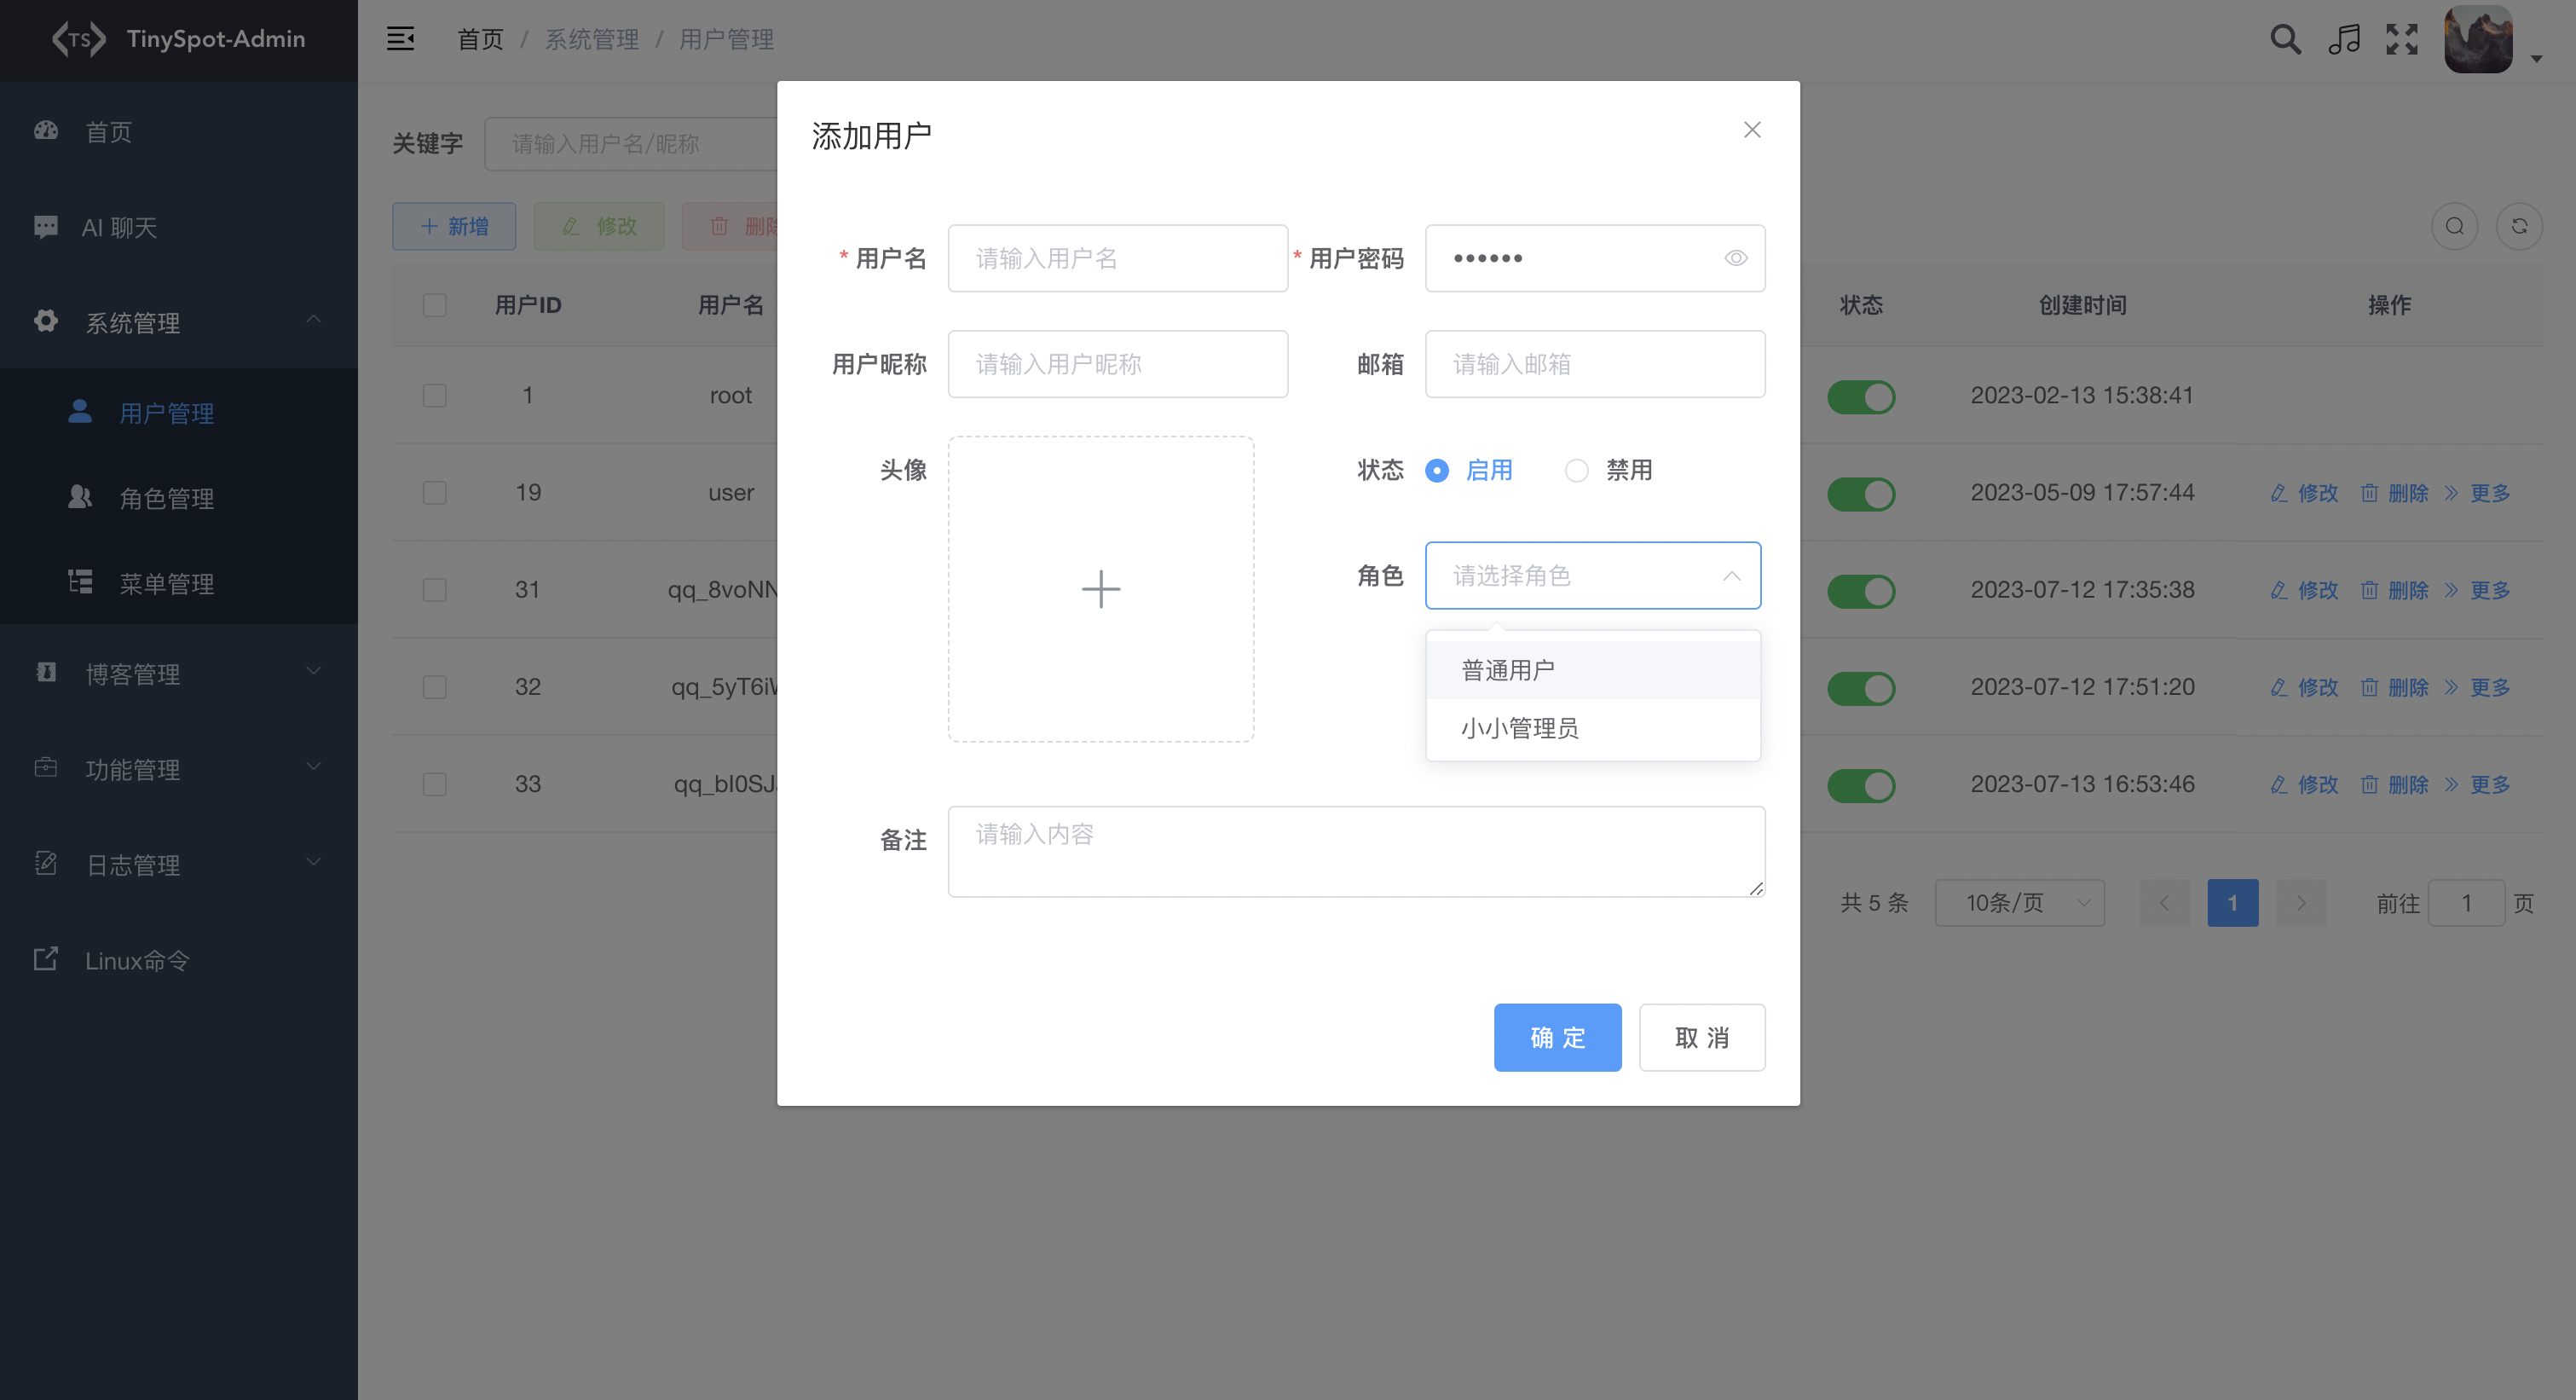 TS TinySpot-Admin
首页 / 系统管理 / 用户管理
首页
AI 聊天
系统管理
用户管理
角色管理
菜单管理
博客管理
功能管理
日志管理
Linux命令
关键字 请输入用户名/昵称
新增 修改
用户ID 用户名 状态 创建时间 操作
1 root 2023-02-13 15:38:41
19 user 2023-05-09 17:57:44 修改 删除 更多
31 qq_8voNN 2023-07-12 17:35:38 修改 删除 更多
32 2023-07-12 17:51:20 修改 删除 更多
33 2023-07-13 16:53:46 修改 删除 更多
共 5 条 10条/页 1 前往 1 页
添加用户
* 用户名 请输入用户名 * 用户密码 ••••••
用户昵称 请输入用户昵称 邮箱 请输入邮箱
头像 状态 启用 禁用
角色 请选择角色
普通用户
小小管理员
备注 请输入内容
确 定 取 消